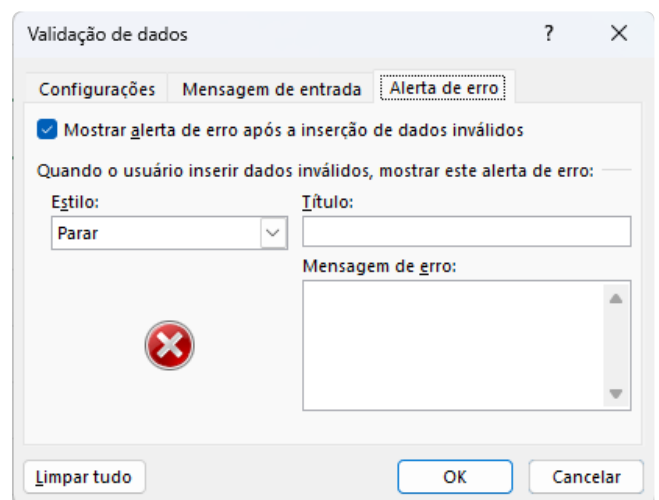 Validação de dados
?
Configurações
Mensagem de entrada
Alerta de erro
Mostrar alerta de erro após a inserção de dados inválidos
Quando o usuário inserir dados inválidos, mostrar este alerta de erro:
Estilo:
Título:
Parar
Mensagem de erro:
Limpar tudo
OK
Cancelar